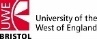 UWE
BRISTOL
University of the
West of England